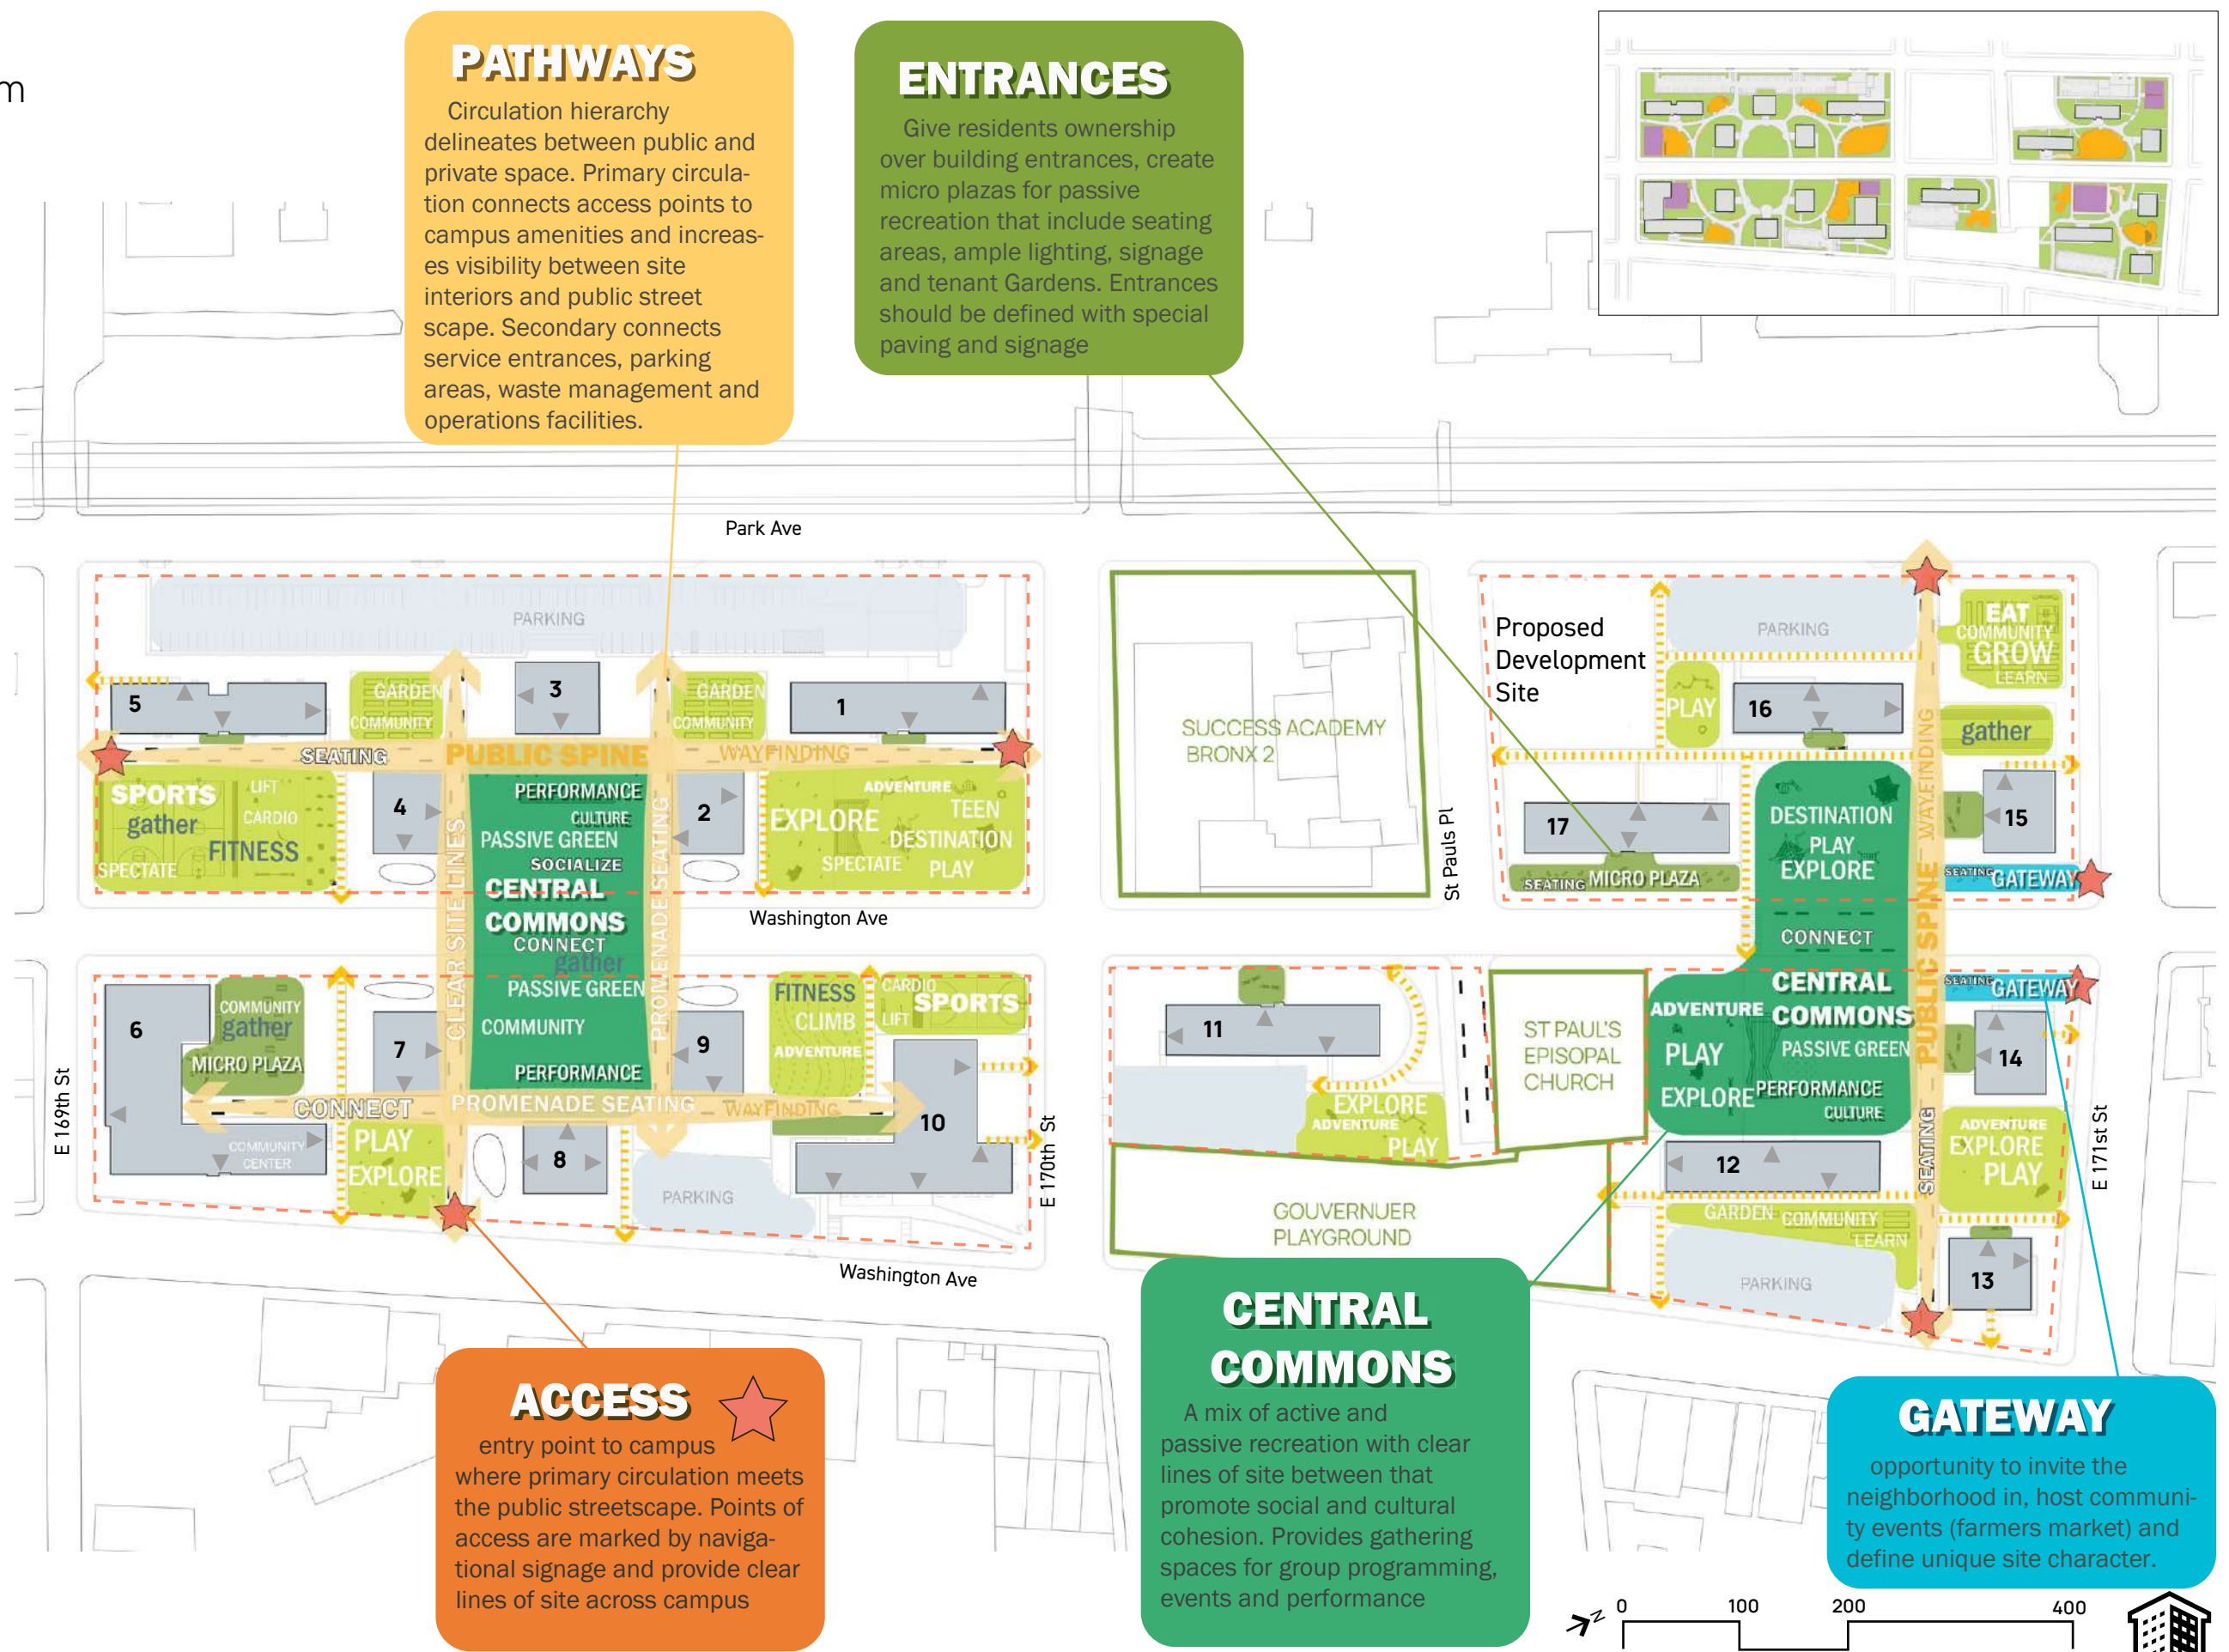 m
PATHWAYS
Circulation hierarchy
delineates between public and
private space. Primary circula-
tion connects access points to
campus amenities and increas-
es visibility between site
interiors and public street
scape. Secondary connects
service entrances, parking
areas, waste management and
operations facilities.
ENTRANCES
Give residents ownership
over building entrances, create
micro plazas for passive
recreation that include seating
areas, ample lighting, signage
and tenant Gardens. Entrances
should be defined with special
paving and signage
Park Ave
PARKING
5
GARDEN
COMMUNITY
3
GARDEN
COMMUNITY
1
SEATING
PUBLIC SPINE
WAYFINDING
SPORTS
gather
LIFT
CARDIO
FITNESS
SPECTATE
4
CLEAR SITE LINES
PERFORMANCE
CULTURE
PASSIVE GREEN
SOCIALIZE
CENTRAL
COMMONS
CONNECT
gather
PASSIVE GREEN
COMMUNITY
PERFORMANCE
PROMENADE SEATING
2
EXPLORE
ADVENTURE
TEEN
DESTINATION
SPECTATE
PLAY
Washington Ave
6
COMMUNITY
gather
MICRO PLAZA
7
9
FITNESS
CLIMB
ADVENTURE
CARDIO
SPORTS
LIFT
E 169th St
CONNECT
PROMENADE SEATING
WAYFINDING
10
COMMUNITY
CENTER
PLAY
EXPLORE
8
PARKING
E 170th St
Washington Ave
SUCCESS ACADEMY
BRONX 2
St Pauls Pl
Proposed
Development
Site
PARKING
EAT
COMMUNITY
GROW
LEARN
PLAY
16
gather
WAYFINDING
17
SEATING
MICRO PLAZA
DESTINATION
PLAY
EXPLORE
15
SEATING
GATEWAY
CONNECT
PUBLIC SPINE
11
EXPLORE
ADVENTURE
PLAY
ST PAUL'S
EPISOPAL
CHURCH
CENTRAL
COMMONS
ADVENTURE
PLAY
PASSIVE GREEN
EXPLORE
PERFORMANCE
CULTURE
SEATING
GATEWAY
14
12
SEATING
ADVENTURE
EXPLORE
PLAY
E 171st St
GOUVERNUER
PLAYGROUND
GARDEN
COMMUNITY
LEARN
PARKING
13
ACCESS
entry point to campus
where primary circulation meets
the public streetscape. Points of
access are marked by naviga-
tional signage and provide clear
lines of site across campus
CENTRAL
COMMONS
A mix of active and
passive recreation with clear
lines of site between that
promote social and cultural
cohesion. Provides gathering
spaces for group programming,
events and performance
GATEWAY
opportunity to invite the
neighborhood in, host communi-
ty events (farmers market) and
define unique site character.
N
0 100 200 400